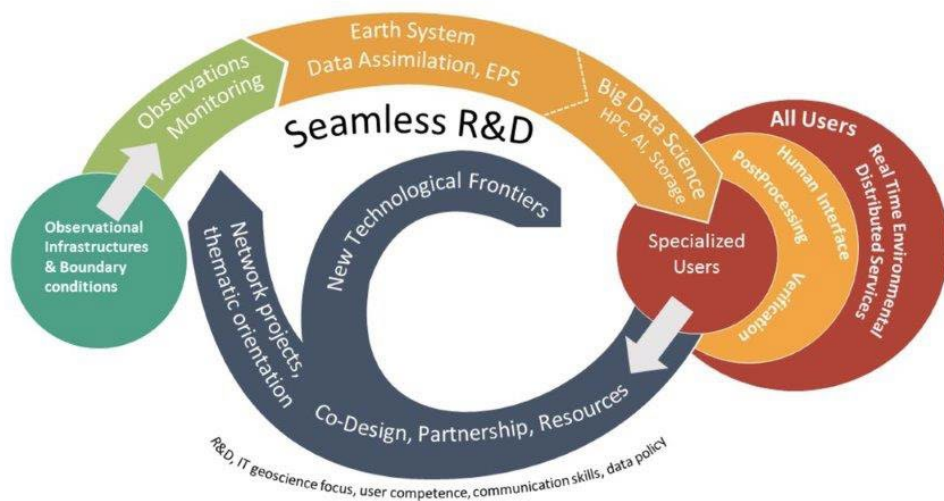 Observational
Infrastructures
& Boundary
conditions
Observations
Monitoring
Earth System
Data Assimilation, EPS
Big Data Science
HPC, AI, Storage
Seamless R&D
New Technological Frontiers
Network projects,
thematic orientation
Co-Design, Partnership, Resources
R&D, IT geoscience focus, user competence, communication skills, data policy
Specialized
Users
PostProcessing
Human Interface
Verification
All Users
Real Time Environmental
Distributed Services